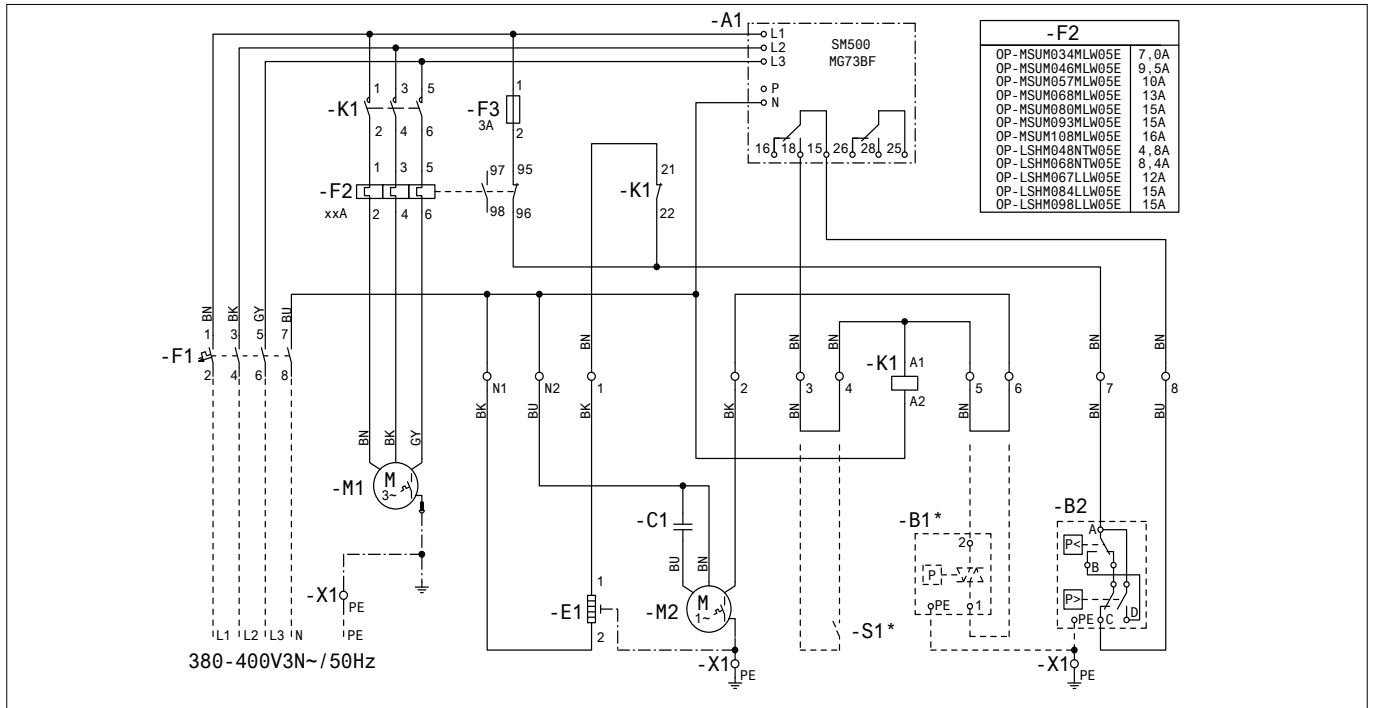 -A1
L1
L2
L3
P
N
SM500
MG73BF
16 18 15 26 28 25
-F2
OP-MSUM034MLW05E 7,0A
OP-MSUM046MLW05E 9,5A
OP-MSUM057MLW05E 10A
OP-MSUM068MLW05E 13A
OP-MSUM080MLW05E 15A
OP-MSUM093MLW05E 15A
OP-MSUM108MLW05E 16A
OP-LSHM048NTW05E 4,8A
OP-LSHM068NTW05E 8,4A
OP-LSHM067LLW05E 12A
OP-LSHM084LLW05E 15A
OP-LSHM098LLW05E 15A
1 3 5
-K1
2 4 6
1
-F3
3A
2
1 3 5
-F2
xxA
2 4 6
97 95
98 96
21
-K1
22
BN BK GY BU
1 3 5 7
-F1
2 4 6 8
BN BN BN BN BN BN
N1 N2 1 2 3 4
-K1
A1
A2
5 6 7 8
BK BU BK BK BN BN BN BN BN BU
BN BK GY
M
3~
-M1
-X1
PE
L1 L2 L3 N PE
380-400V3N~/50Hz
-C1
BU BN
1
-E1
2
M
1~
-M2
-X1
PE
-S1*
-B1*
2
P
PE 1
-B2
A
P<
B
P>
PE C D
-X1
PE